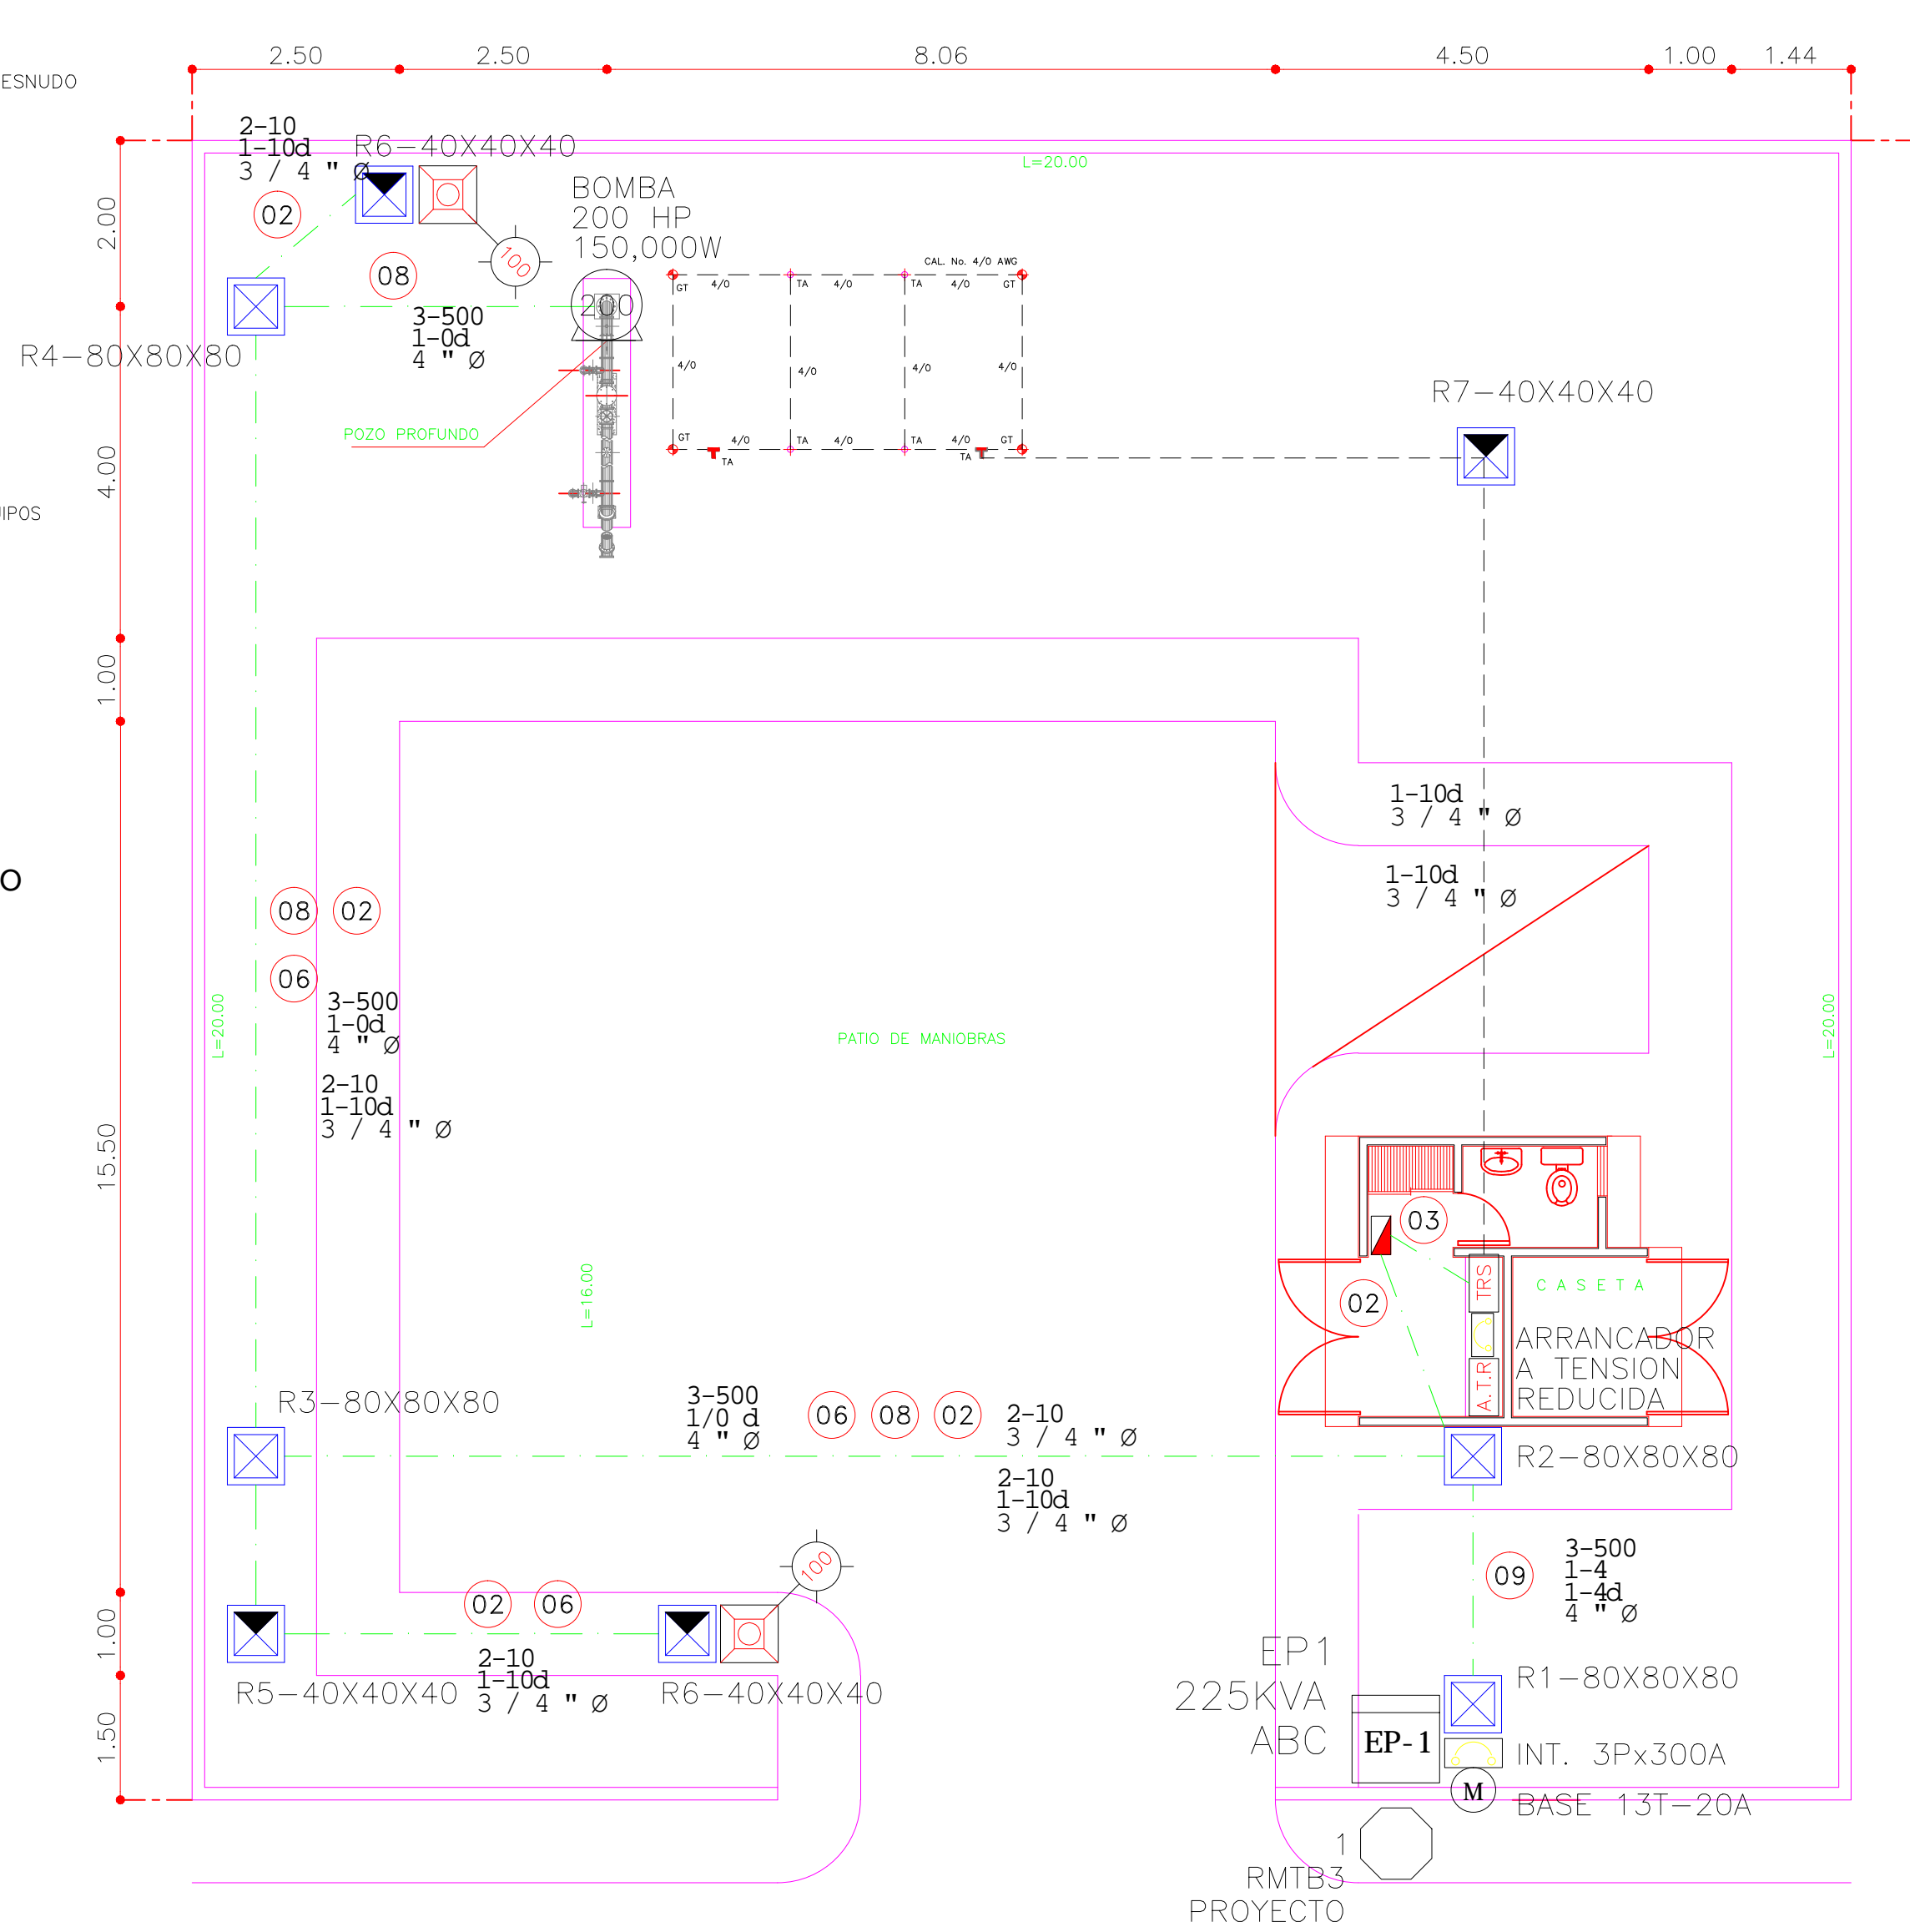 2.50
2.50
8.06
4.50
1.00
1.44
ESNUDO
2-10
1-10d
3 / 4 " Ø
R6-40X40X40
L=20.00
02
100
08
BOMBA
200 HP
150,000W
200
2.00
3-500
1-0d
4 " Ø
R4-80X80X80
POZO PROFUNDO
CAL. No. 4/0 AWG
GT
4/0
TA
4/0
TA
4/0
GT
4/0
4/0
4/0
4/0
GT
4/0
TA
4/0
TA
4/0
GT
TA
TA
R7-40X40X40
4.00
UIPOS
1.00
1-10d
3 / 4 " Ø
1-10d
3 / 4 " Ø
O
08
02
06
3-500
1-0d
4 " Ø
2-10
1-10d
3 / 4 " Ø
L=20.00
PATIO DE MANIOBRAS
L=20.00
15.50
L=16.00
03
02
TRS
A.T.R
CASETA
ARRANCADOR
A TENSION
REDUCIDA
R3-80X80X80
3-500
1/0 d
4 " Ø
06
08
02
2-10
3 / 4 " Ø
2-10
1-10d
3 / 4 " Ø
R2-80X80X80
100
09
3-500
1-4
1-4d
4 " Ø
1.00
02
06
2-10
1-10d
3 / 4 " Ø
R5-40X40X40
R6-40X40X40
1.50
EP1
225KVA
ABC
EP-1
R1-80X80X80
INT. 3Px300A
M
BASE 13T-20A
1
RMTB3
PROYECTO